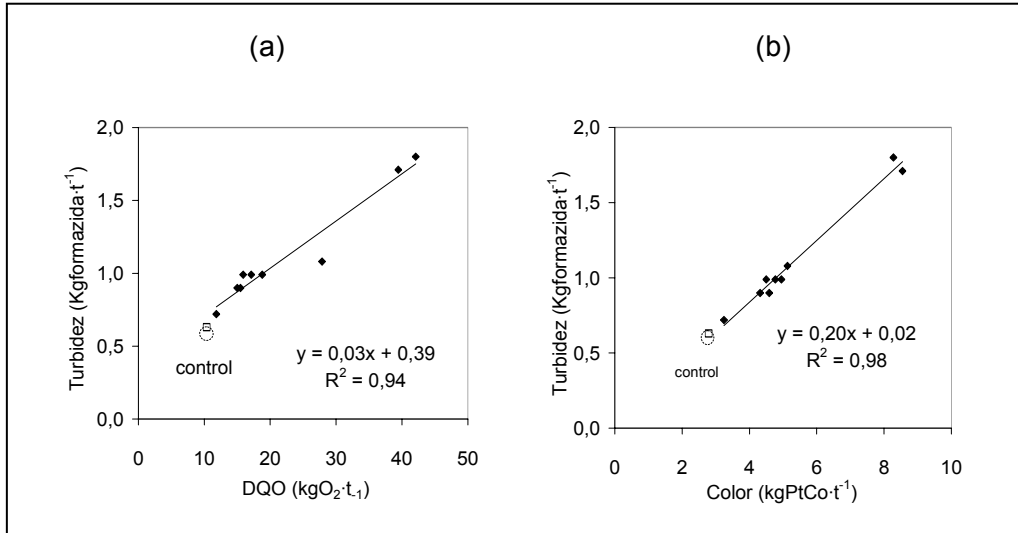 (a)
2,0
1,5
1,0
0,5
0,0
Turbidez (Kgformazida·t⁻¹)
control
y = 0,03x + 0,39
R² = 0,94
0 10 20 30 40 50
DQO (kgO₂·t₋₁)
(b)
2,0
1,5
1,0
0,5
0,0
Turbidez (Kgformazida·t⁻¹)
control
y = 0,20x + 0,02
R² = 0,98
0 2 4 6 8 10
Color (kgPtCo·t⁻¹)